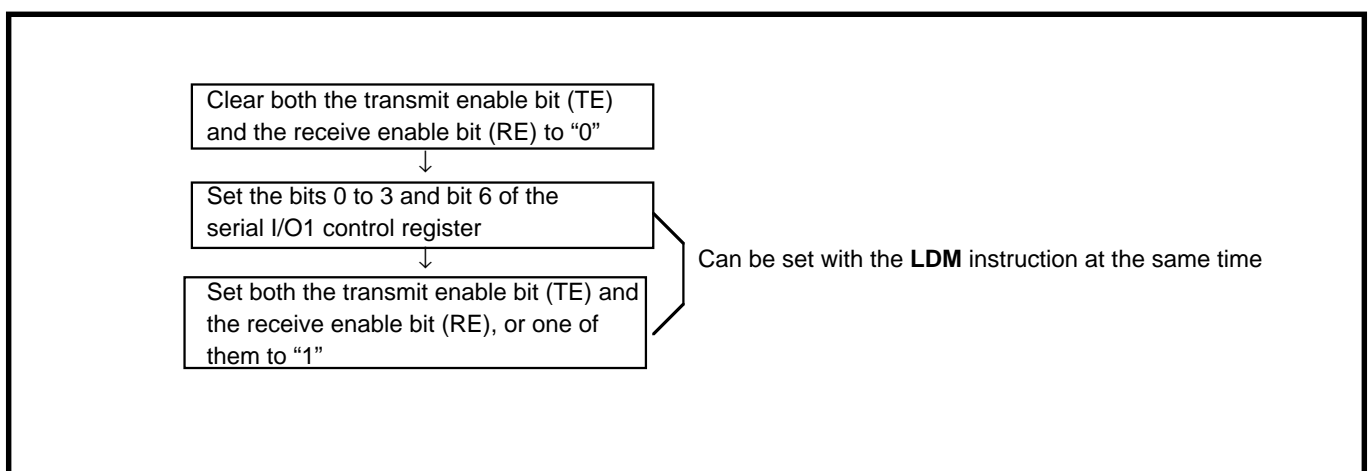 Clear both the transmit enable bit (TE)
and the receive enable bit (RE) to “0”
↓
Set the bits 0 to 3 and bit 6 of the
serial I/O1 control register
↓
Can be set with the LDM instruction at the same time
Set both the transmit enable bit (TE) and
the receive enable bit (RE), or one of
them to “1”